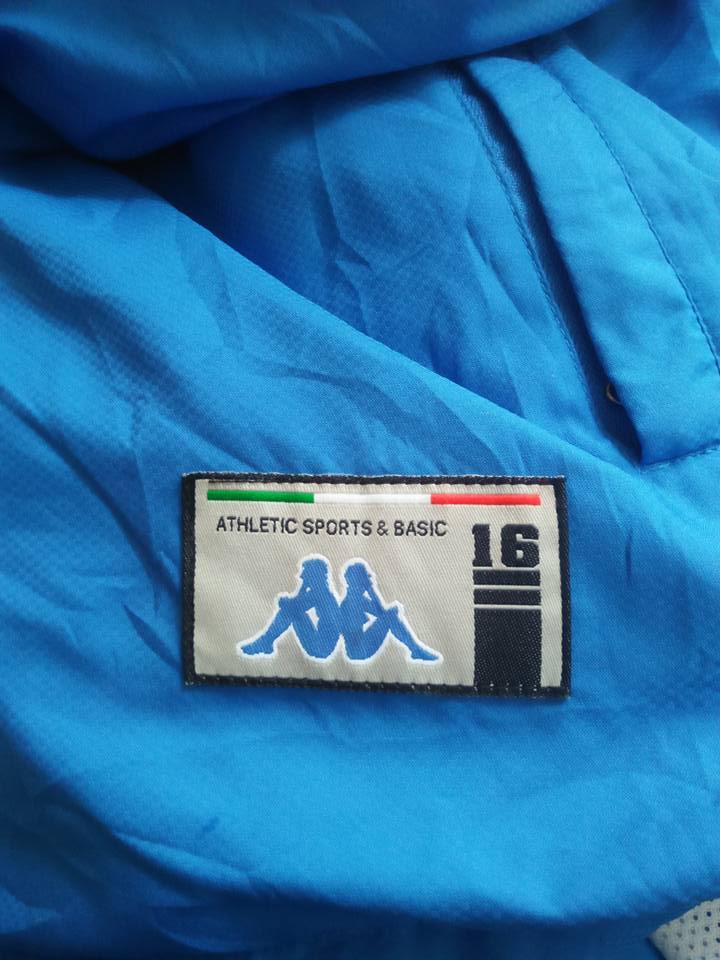 ATHLETIC SPORTS & BASIC
16